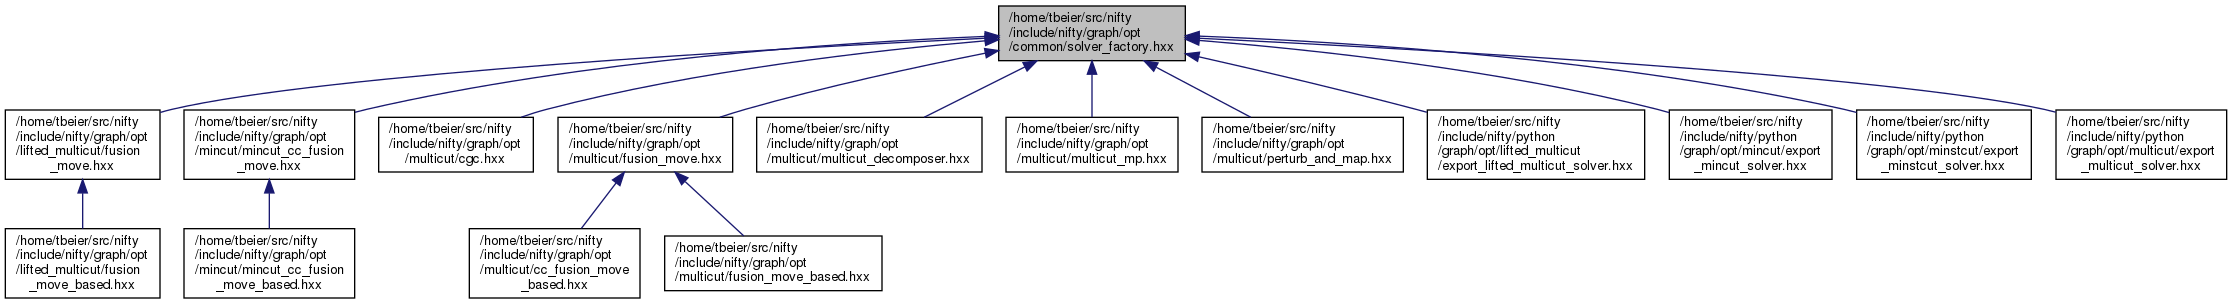 /home/tbeier/src/nifty
/include/nifty/graph/opt
/common/solver_factory.hxx
/home/tbeier/src/nifty
/include/nifty/graph/opt
/lifted_multicut/fusion
_move.hxx
/home/tbeier/src/nifty
/include/nifty/graph/opt
/mincut/mincut_cc_fusion
_move.hxx
/home/tbeier/src/nifty
/include/nifty/graph/opt
/multicut/cgc.hxx
/home/tbeier/src/nifty
/include/nifty/graph/opt
/multicut/fusion_move.hxx
/home/tbeier/src/nifty
/include/nifty/graph/opt
/multicut/multicut_decomposer.hxx
/home/tbeier/src/nifty
/include/nifty/graph/opt
/multicut/multicut_mp.hxx
/home/tbeier/src/nifty
/include/nifty/graph/opt
/multicut/perturb_and_map.hxx
/home/tbeier/src/nifty
/include/nifty/python
/graph/opt/lifted_multicut
/export_lifted_multicut_solver.hxx
/home/tbeier/src/nifty
/include/nifty/python
/graph/opt/mincut/export
_mincut_solver.hxx
/home/tbeier/src/nifty
/include/nifty/python
/graph/opt/minstcut/export
_minstcut_solver.hxx
/home/tbeier/src/nifty
/include/nifty/python
/graph/opt/multicut/export
_multicut_solver.hxx
/home/tbeier/src/nifty
/include/nifty/graph/opt
/lifted_multicut/fusion
_move_based.hxx
/home/tbeier/src/nifty
/include/nifty/graph/opt
/mincut/mincut_cc_fusion
_move_based.hxx
/home/tbeier/src/nifty
/include/nifty/graph/opt
/multicut/cc_fusion_move
_based.hxx
/home/tbeier/src/nifty
/include/nifty/graph/opt
/multicut/fusion_move_based.hxx